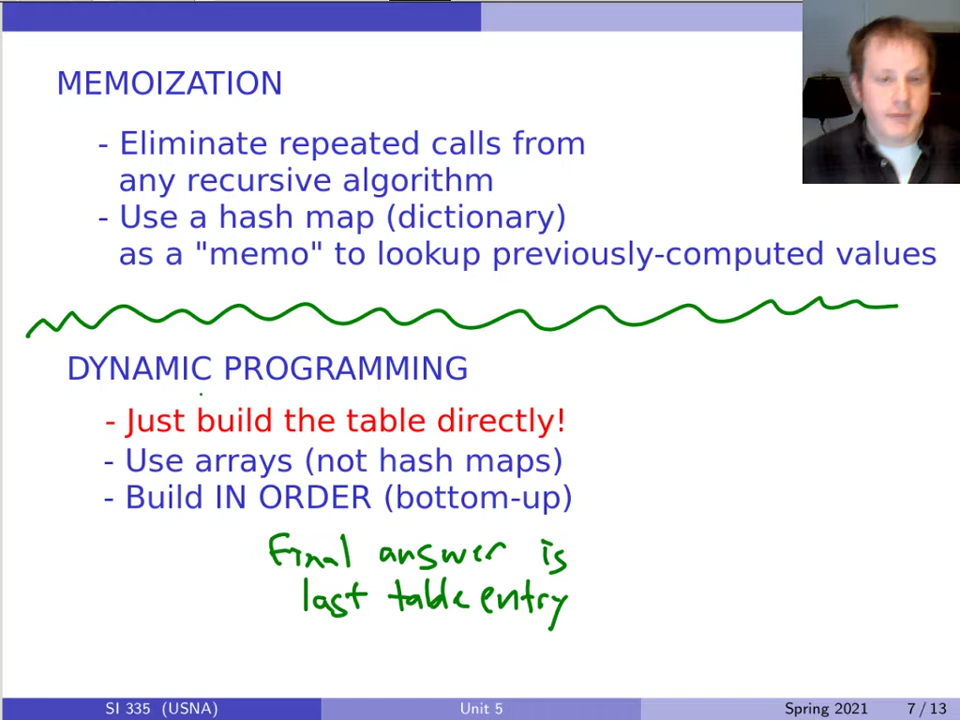 MEMOIZATION
- Eliminate repeated calls from
any recursive algorithm
- Use a hash map (dictionary)
as a "memo" to lookup previously-computed values
DYNAMIC PROGRAMMING
- Just build the table directly!
- Use arrays (not hash maps)
- Build IN ORDER (bottom-up)
Final answer is
last table entry
SI 335 (USNA) Unit 5 Spring 2021 7 / 13